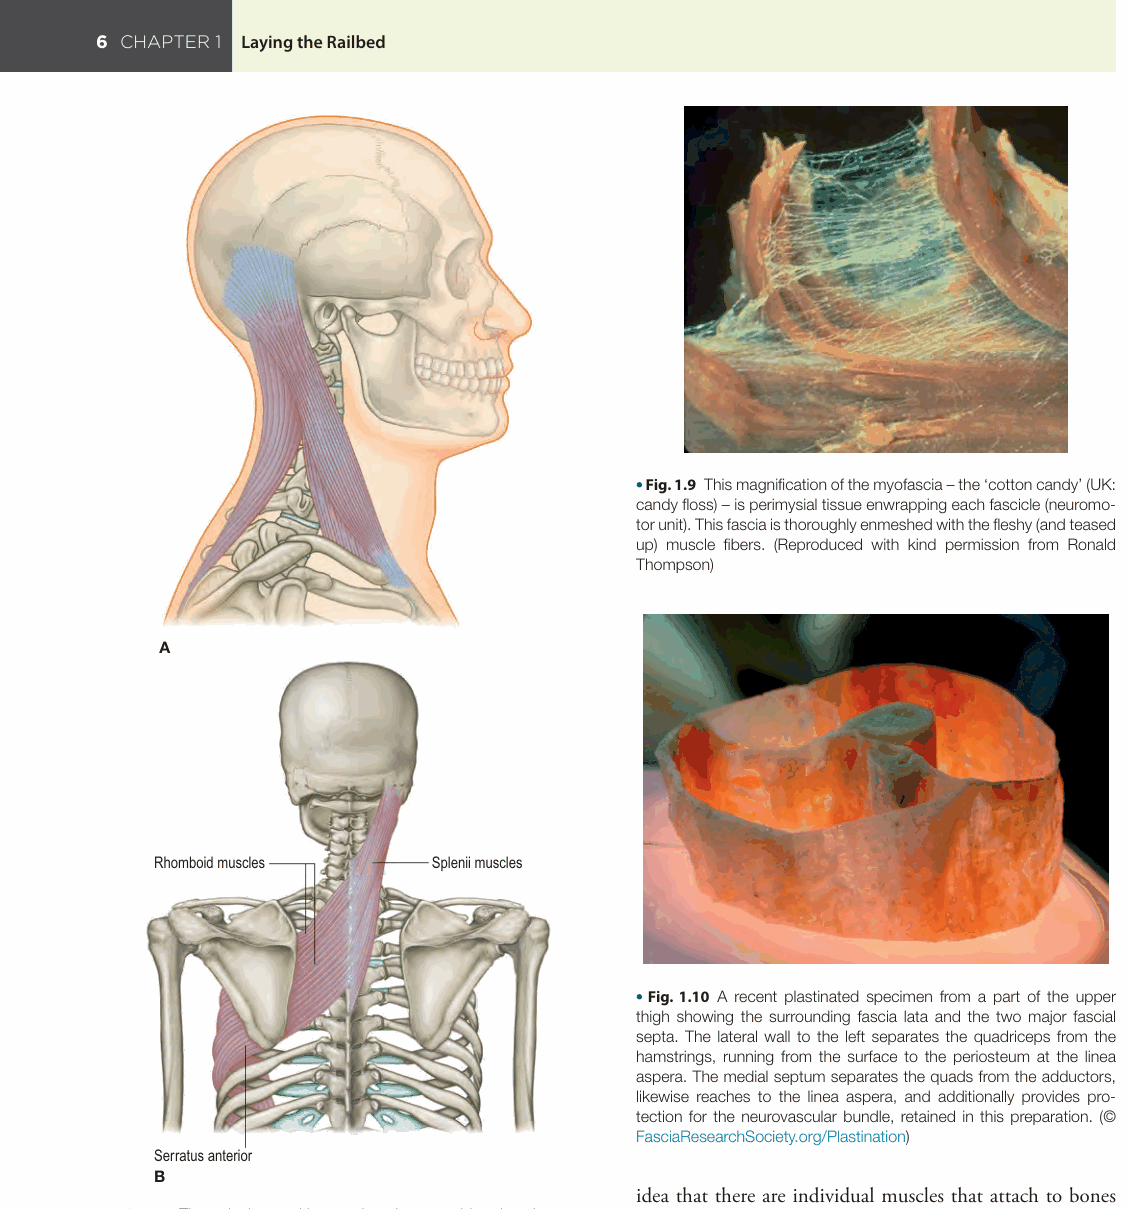 6 CHAPTER 1 Laying the Railbed
A
Rhomboid muscles
Splenii muscles
Serratus anterior
B
• Fig. 1.9 This magnification of the myofascia – the ‘cotton candy’ (UK:
candy floss) – is perimysial tissue enwrapping each fascicle (neuromo-
tor unit). This fascia is thoroughly enmeshed with the fleshy (and teased
up) muscle fibers. (Reproduced with kind permission from Ronald
Thompson)
• Fig. 1.10 A recent plastinated specimen from a part of the upper
thigh showing the surrounding fascia lata and the two major fascial
septa. The lateral wall to the left separates the quadriceps from the
hamstrings, running from the surface to the periosteum at the linea
aspera. The medial septum separates the quads from the adductors,
likewise reaches to the linea aspera, and additionally provides pro-
tection for the neurovascular bundle, retained in this preparation. (©
FasciaResearchSociety.org/Plastination)
idea that there are individual muscles that attach to bones